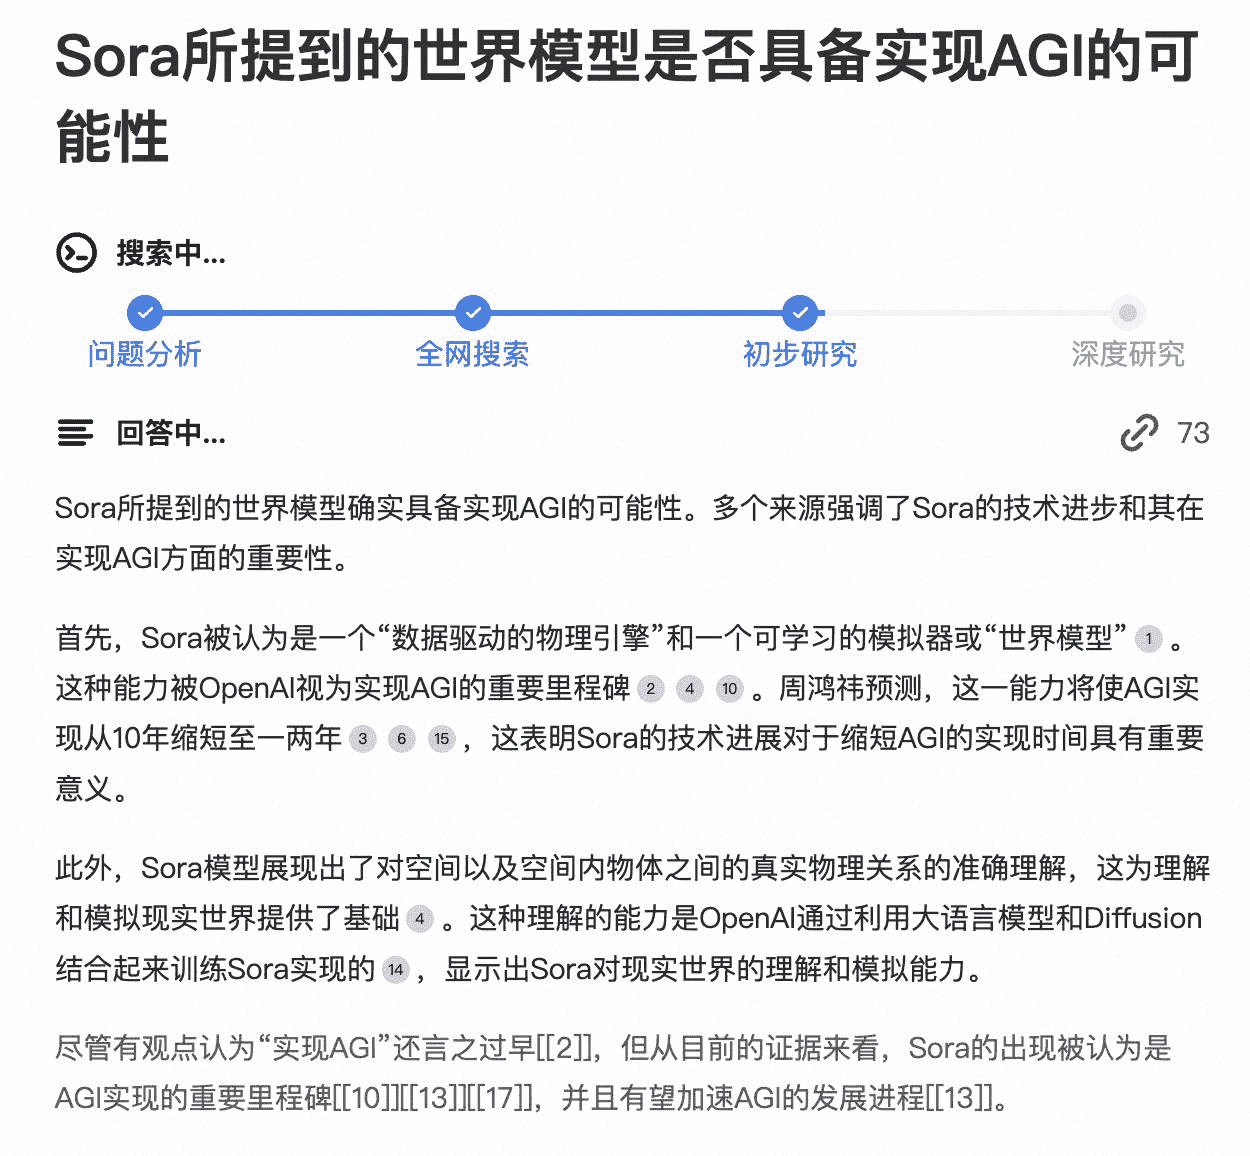 Sora所提到的世界模型是否具备实现AGI的可
能性
搜索中...
问题分析 全网搜索 初步研究 深度研究
回答中... 73
Sora所提到的世界模型确实具备实现AGI的可能性。多个来源强调了Sora的技术进步和其在
实现AGI方面的重要性。
首先，Sora被认为是一个“数据驱动的物理引擎”和一个可学习的模拟器或“世界模型” 1 。
这种能力被OpenAI视为实现AGI的重要里程碑 2 4 10 。周鸿祎预测，这一能力将使AGI实
现从10年缩短至一两年 3 6 15 ，这表明Sora的技术进展对于缩短AGI的实现时间具有重要
意义。
此外，Sora模型展现出了对空间以及空间内物体之间的真实物理关系的准确理解，这为理解
和模拟现实世界提供了基础 4 。这种理解的能力是OpenAI通过利用大语言模型和Diffusion
结合起来训练Sora实现的 14 ，显示出Sora对现实世界的理解和模拟能力。
尽管有观点认为“实现AGI”还言之过早[[2]]，但从目前的证据来看，Sora的出现被认为是
AGI实现的重要里程碑[[10]][[13]][[17]]，并且有望加速AGI的发展进程[[13]]。